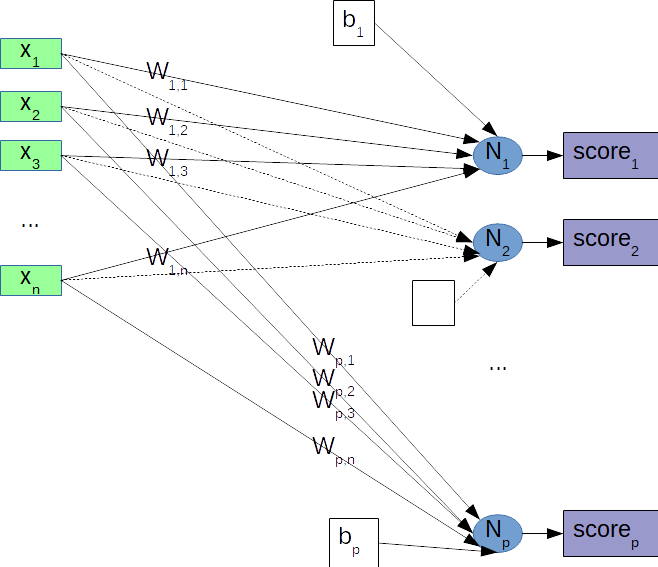 b1
x1
W1,1
x2
W1,2
N1
score1
x3
W1,3
...
N2
score2
W1,n
xn
Wp,1
...
Wp,2
Wp,3
Wp,n
bp
Np
scorep